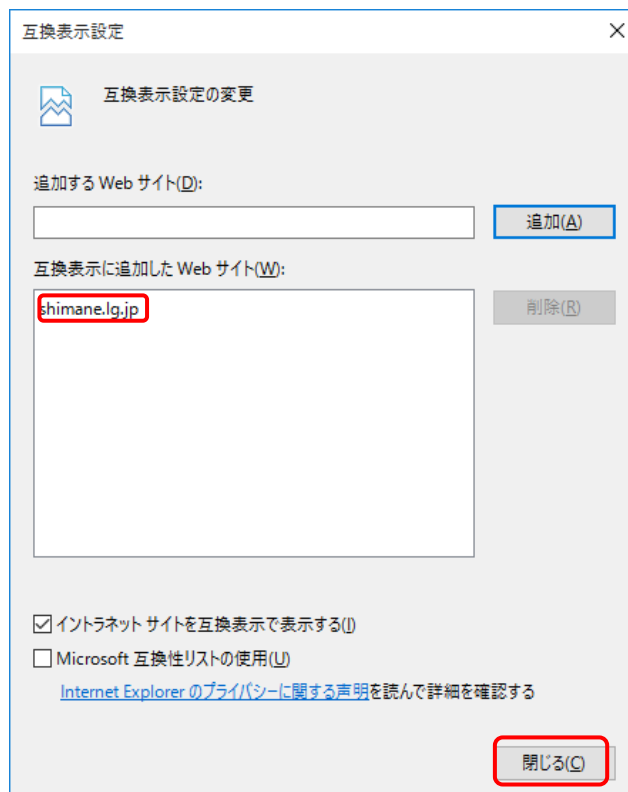 互換表示設定
互換表示設定の変更
追加する Web サイト(D):
追加(A)
互換表示に追加した Web サイト(W):
shimane.lg.jp
削除(R)
イントラネット サイトを互換表示で表示する(I)
Microsoft 互換性リストの使用(U)
Internet Explorer のプライバシーに関する声明を読んで詳細を確認する
閉じる(C)